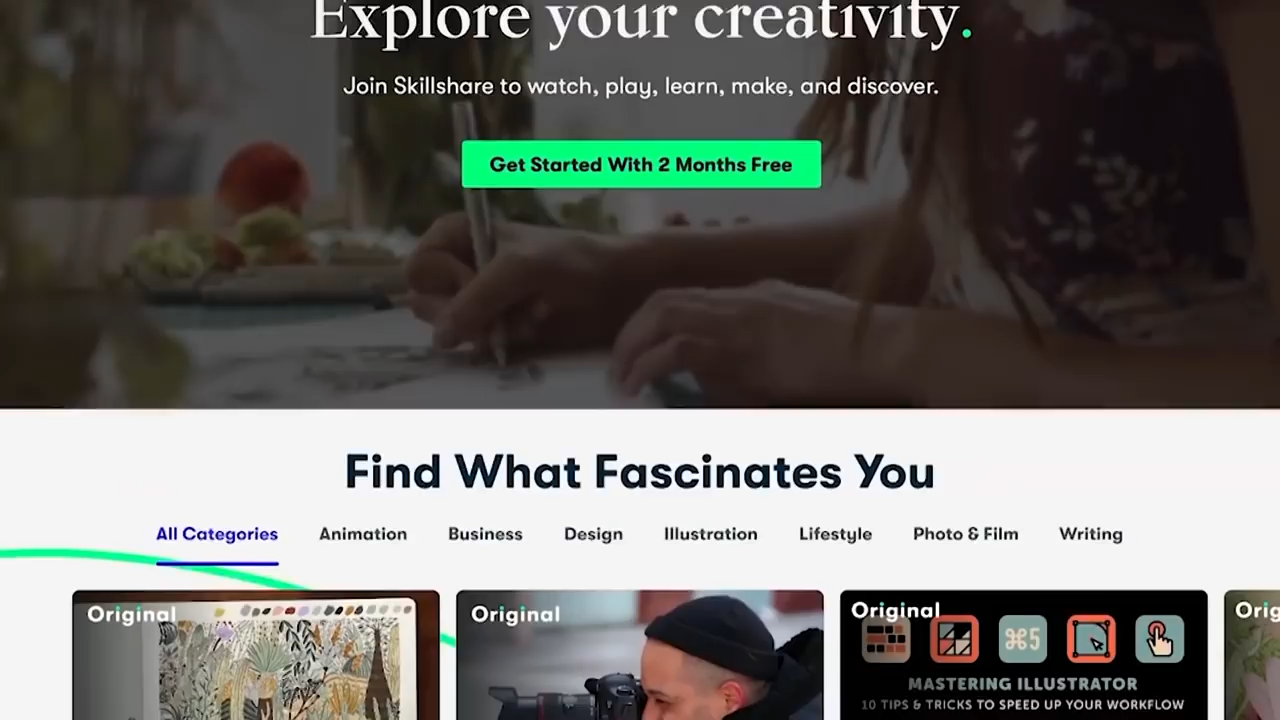 Explore your creativity.
Join Skillshare to watch, play, learn, make, and discover.
Get Started With 2 Months Free
Find What Fascinates You
All Categories Animation Business Design Illustration Lifestyle Photo & Film Writing
Original Original Original Orig
⌘5
MASTERING ILLUSTRATOR
10 TIPS & TRICKS TO SPEED UP YOUR WORKFLOW